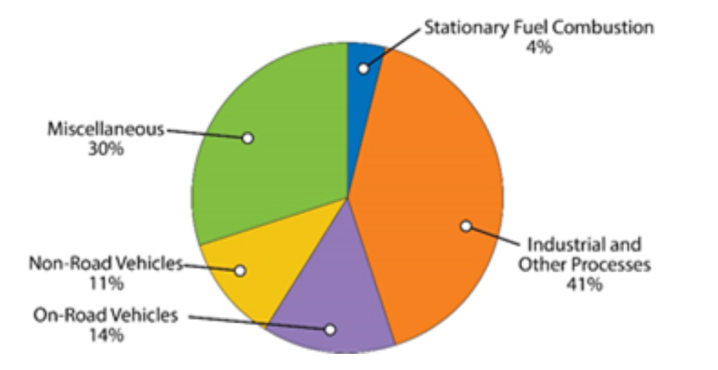 Stationary Fuel Combustion
4%
Miscellaneous
30%
Industrial and
Other Processes
41%
Non-Road Vehicles
11%
On-Road Vehicles
14%